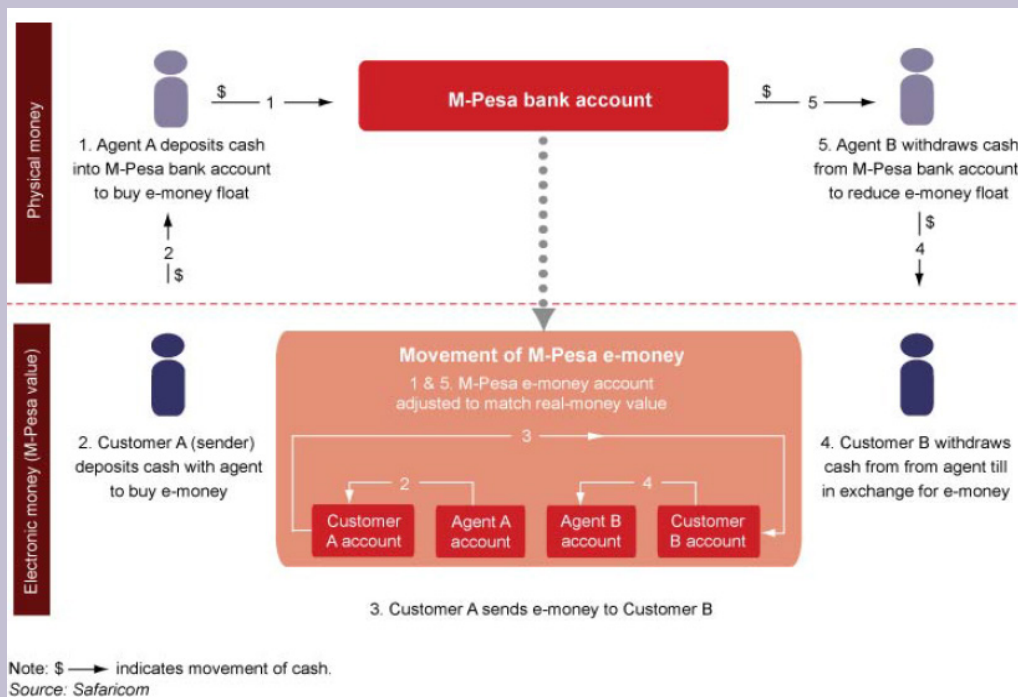 Physical money
$
1
M-Pesa bank account
$
5
1. Agent A deposits cash
into M-Pesa bank account
to buy e-money float
5. Agent B withdraws cash
from M-Pesa bank account
to reduce e-money float
2
$
$
4
Electronic money (M-Pesa value)
Movement of M-Pesa e-money
1 & 5. M-Pesa e-money account
adjusted to match real-money value
3
2. Customer A (sender)
deposits cash with agent
to buy e-money
4. Customer B withdraws
cash from from agent till
in exchange for e-money
2
4
Customer
A account
Agent A
account
Agent B
account
Customer
B account
3. Customer A sends e-money to Customer B
Note: $ → indicates movement of cash.
Source: Safaricom